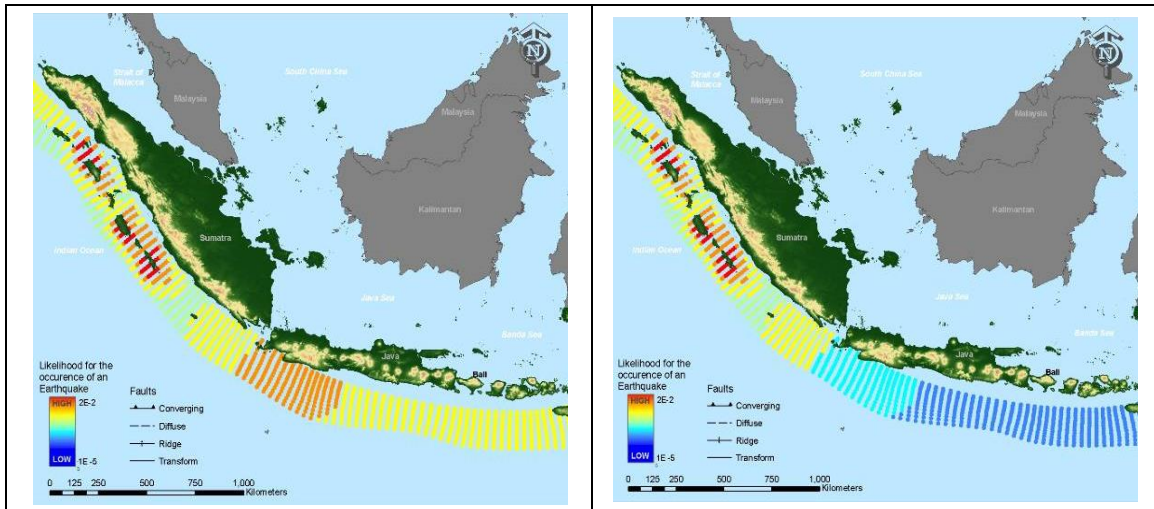 N
Strait of
Malacca
South China Sea
Malaysia
Malaysia
Kalimantan
Sumatra
Indian Ocean
Java Sea
Banda Sea
Java
Bali
Likelihood for the
occurence of an
Earthquake
HIGH
2E-2
LOW
1E -5
Faults
Converging
Diffuse
Ridge
Transform
0 125 250 500 750 1,000
Kilometers
N
Strait of
Malacca
South China Sea
Malaysia
Malaysia
Kalimantan
Sumatra
Indian Ocean
Java Sea
Banda Sea
Java
Bali
Likelihood for the
occurence of an
Earthquake
HIGH
2E-2
LOW
1E -5
Faults
Converging
Diffuse
Ridge
Transform
0 125 250 500 750 1,000
Kilometers